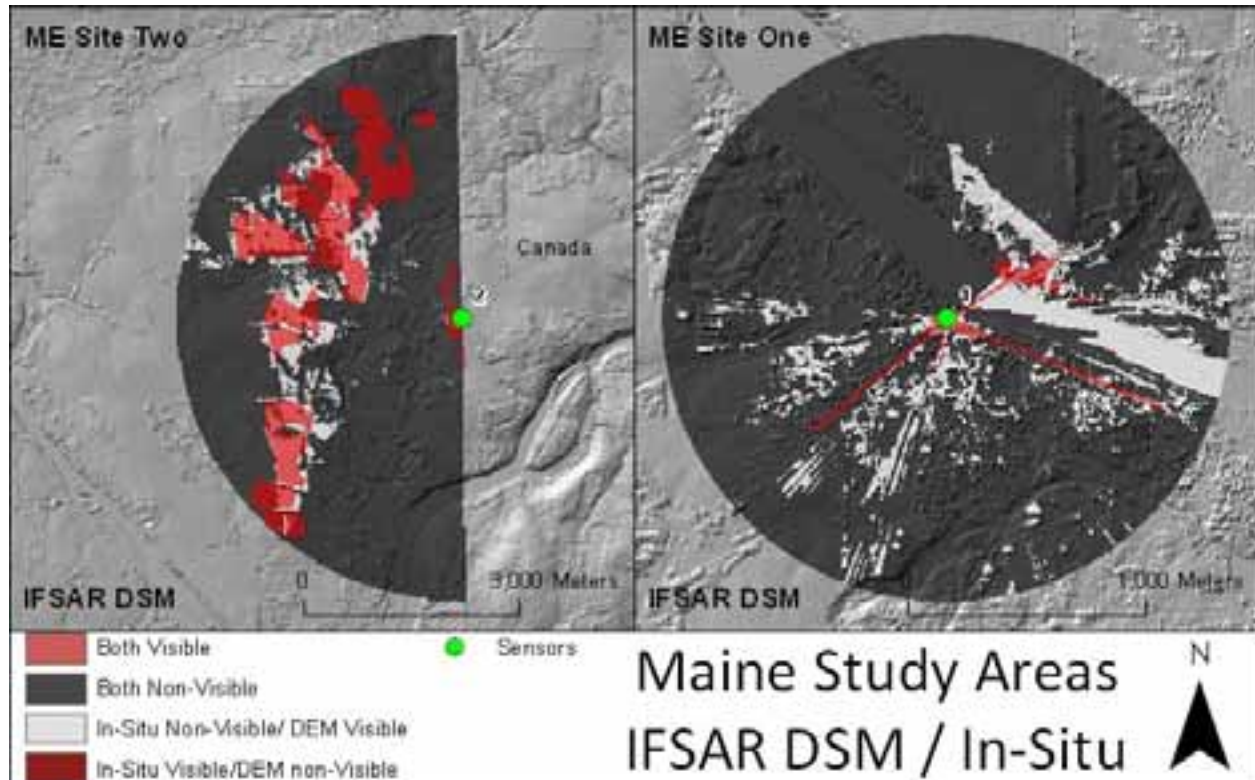 ME Site Two
Canada
2
IFSAR DSM
0
3,000 Meters
ME Site One
IFSAR DSM
1,000 Meters
Both Visible
Both Non-Visible
In-Situ Non-Visible/ DEM Visible
In-Situ Visible/DEM non-Visible
Sensors
Maine Study Areas
IFSAR DSM / In-Situ
N